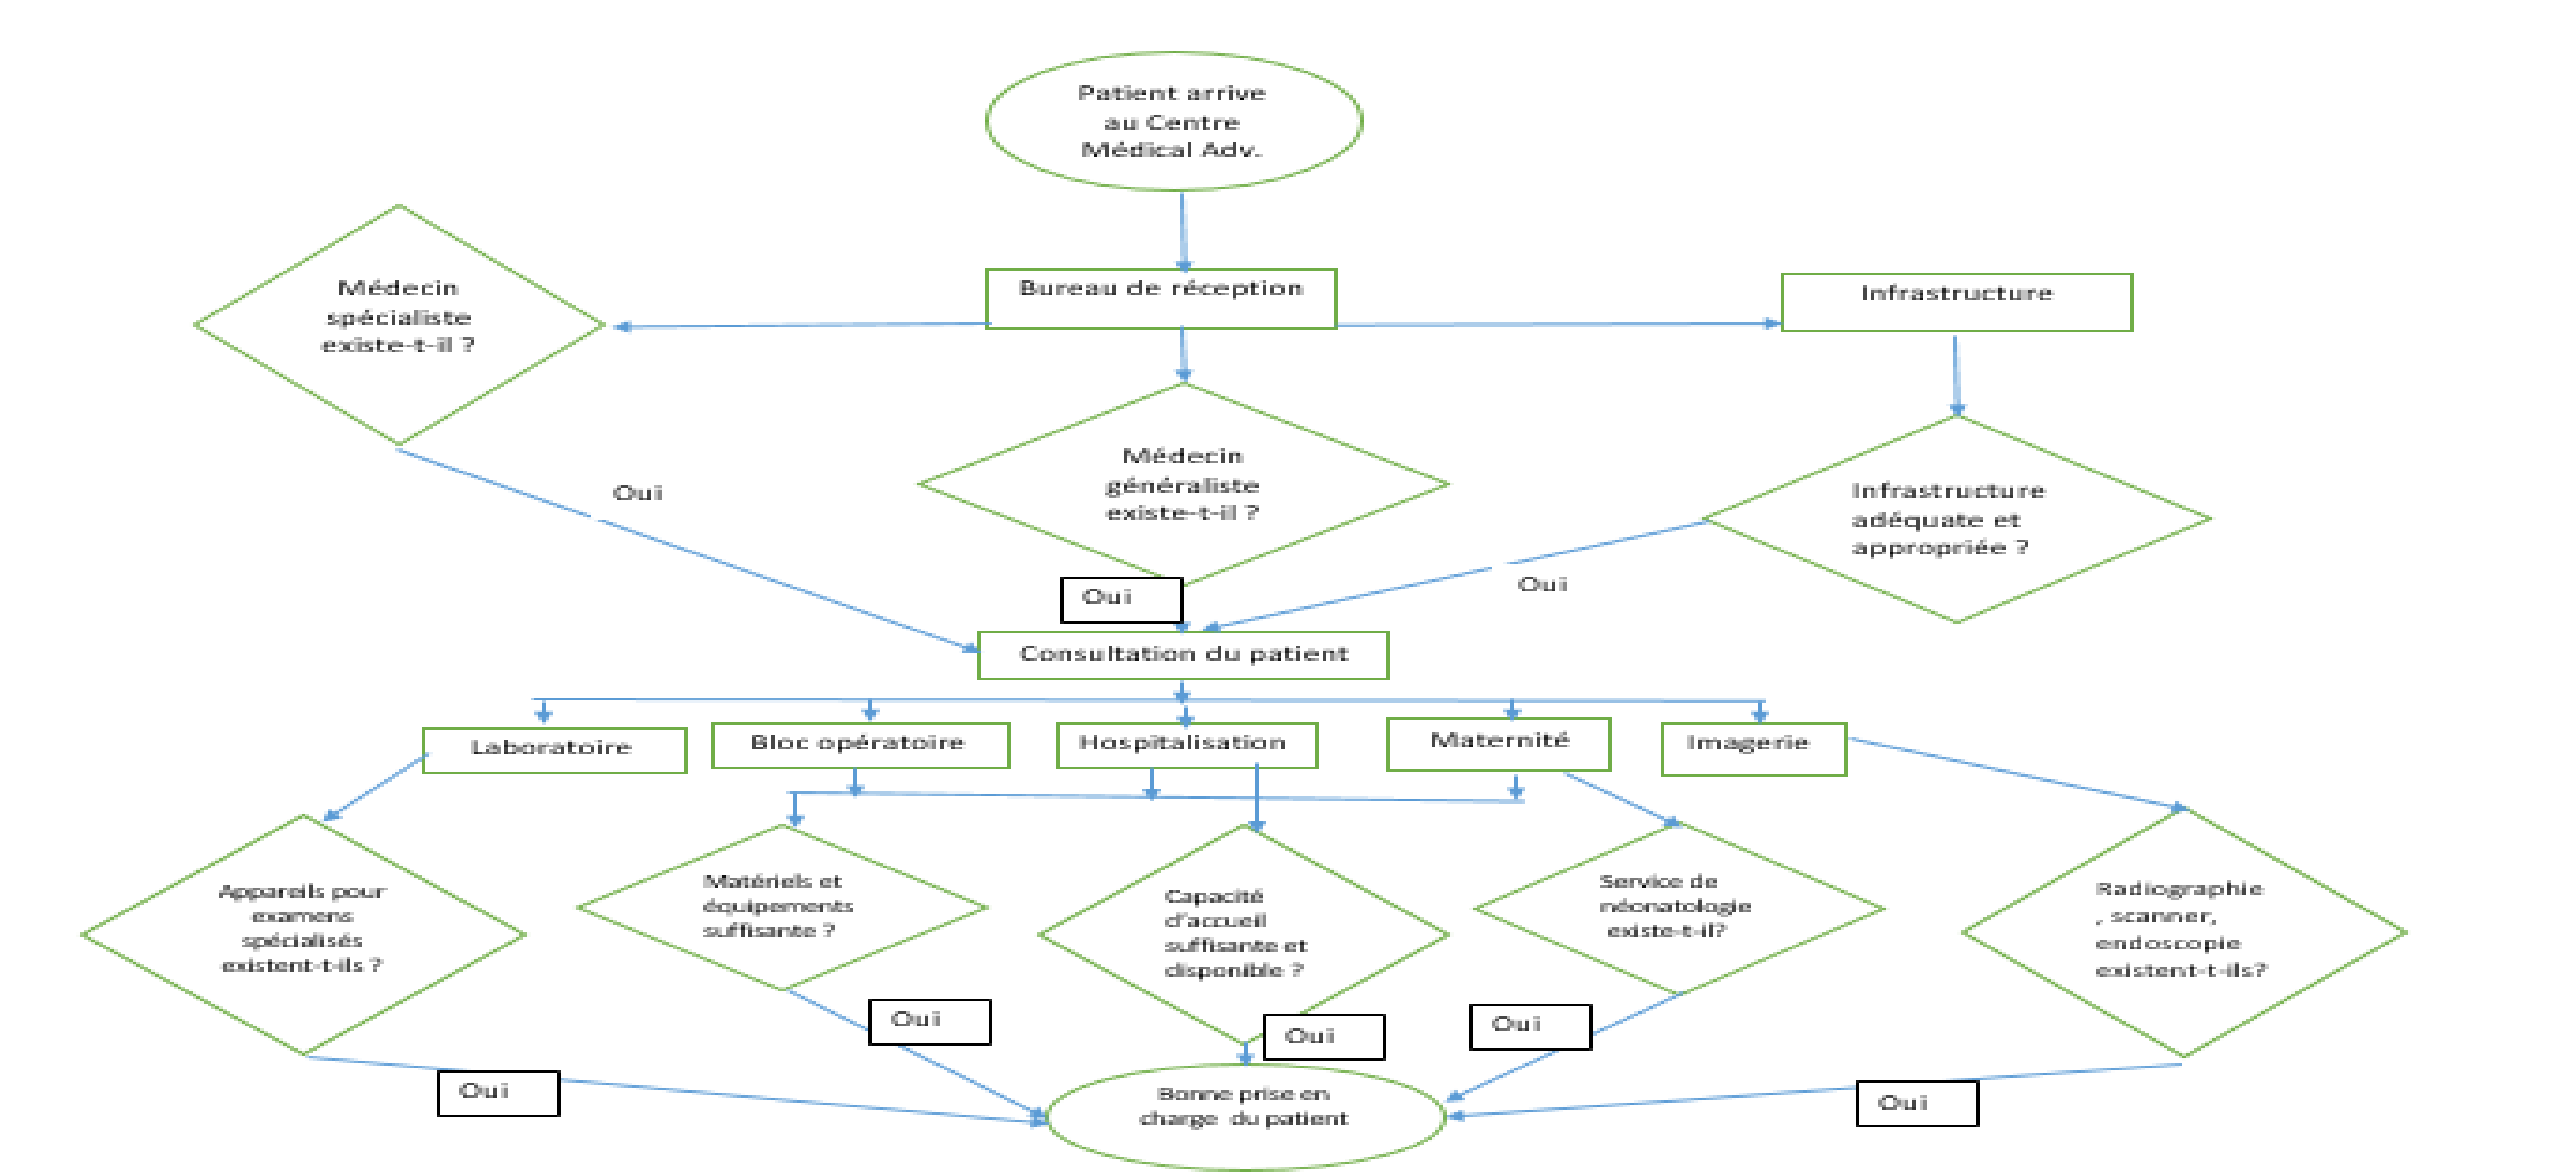 Patient arrive
au Centre
Médical Adv.
Médecin
spécialiste
existe-t-il ?
Bureau de réception
Infrastructure
Médecin
généraliste
existe-t-il ?
Infrastructure
adéquate et
appropriée ?
Oui
Oui
Oui
Consultation du patient
Laboratoire
Bloc opératoire
Hospitalisation
Maternité
Imagerie
Appareils pour
examens
spécialisés
existent-t-ils ?
Matériels et
équipements
suffisante ?
Capacité
d'accueil
suffisante et
disponible ?
Service de
néonatologie
existe-t-il?
Radiographie
, scanner,
endoscopie
existent-t-ils?
Oui
Oui
Oui
Oui
Oui
Bonne prise en
charge du patient